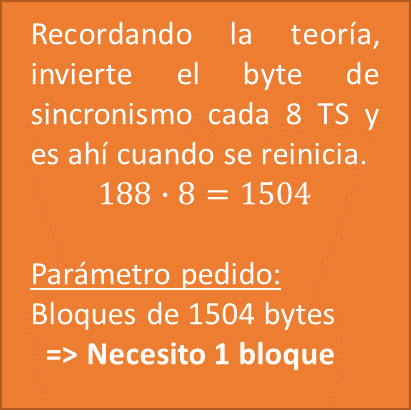 Recordando la teoría,
invierte el byte de
sincronismo cada 8 TS y
es ahí cuando se reinicia.
188 · 8 = 1504
Parámetro pedido:
Bloques de 1504 bytes
=> Necesito 1 bloque